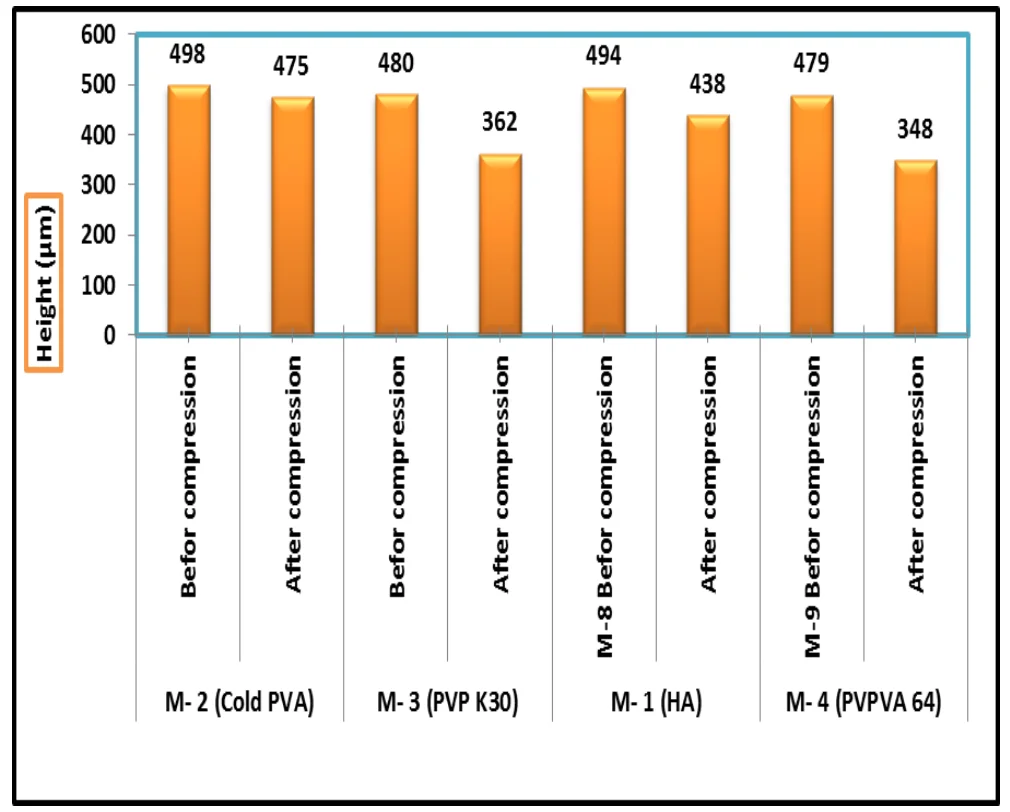 600
500
400
300
200
100
0
Height (μm)
498
475
480
362
494
438
479
348
Befor compression
After compression
Befor compression
After compression
M-8 Befor compression
After compression
M-9 Befor compression
After compression
M- 2 (Cold PVA)
M- 3 (PVP K30)
M- 1 (HA)
M- 4 (PVPVA 64)